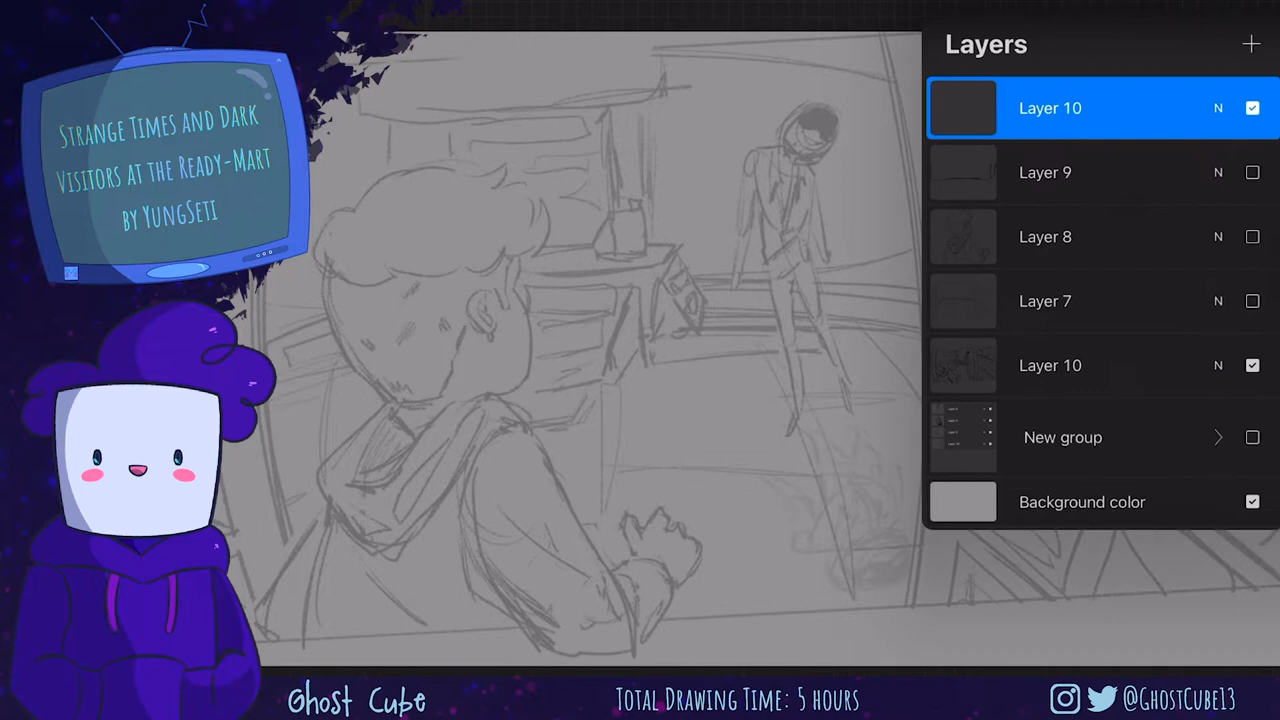 Strange Times and Dark
Visitors at the Ready-Mart
by YungSeti
Layers
Layer 10 N
Layer 9 N
Layer 8 N
Layer 7 N
Layer 10 N
New group
Background color
Ghost Cube
Total Drawing Time: 5 hours
@GhostCube13